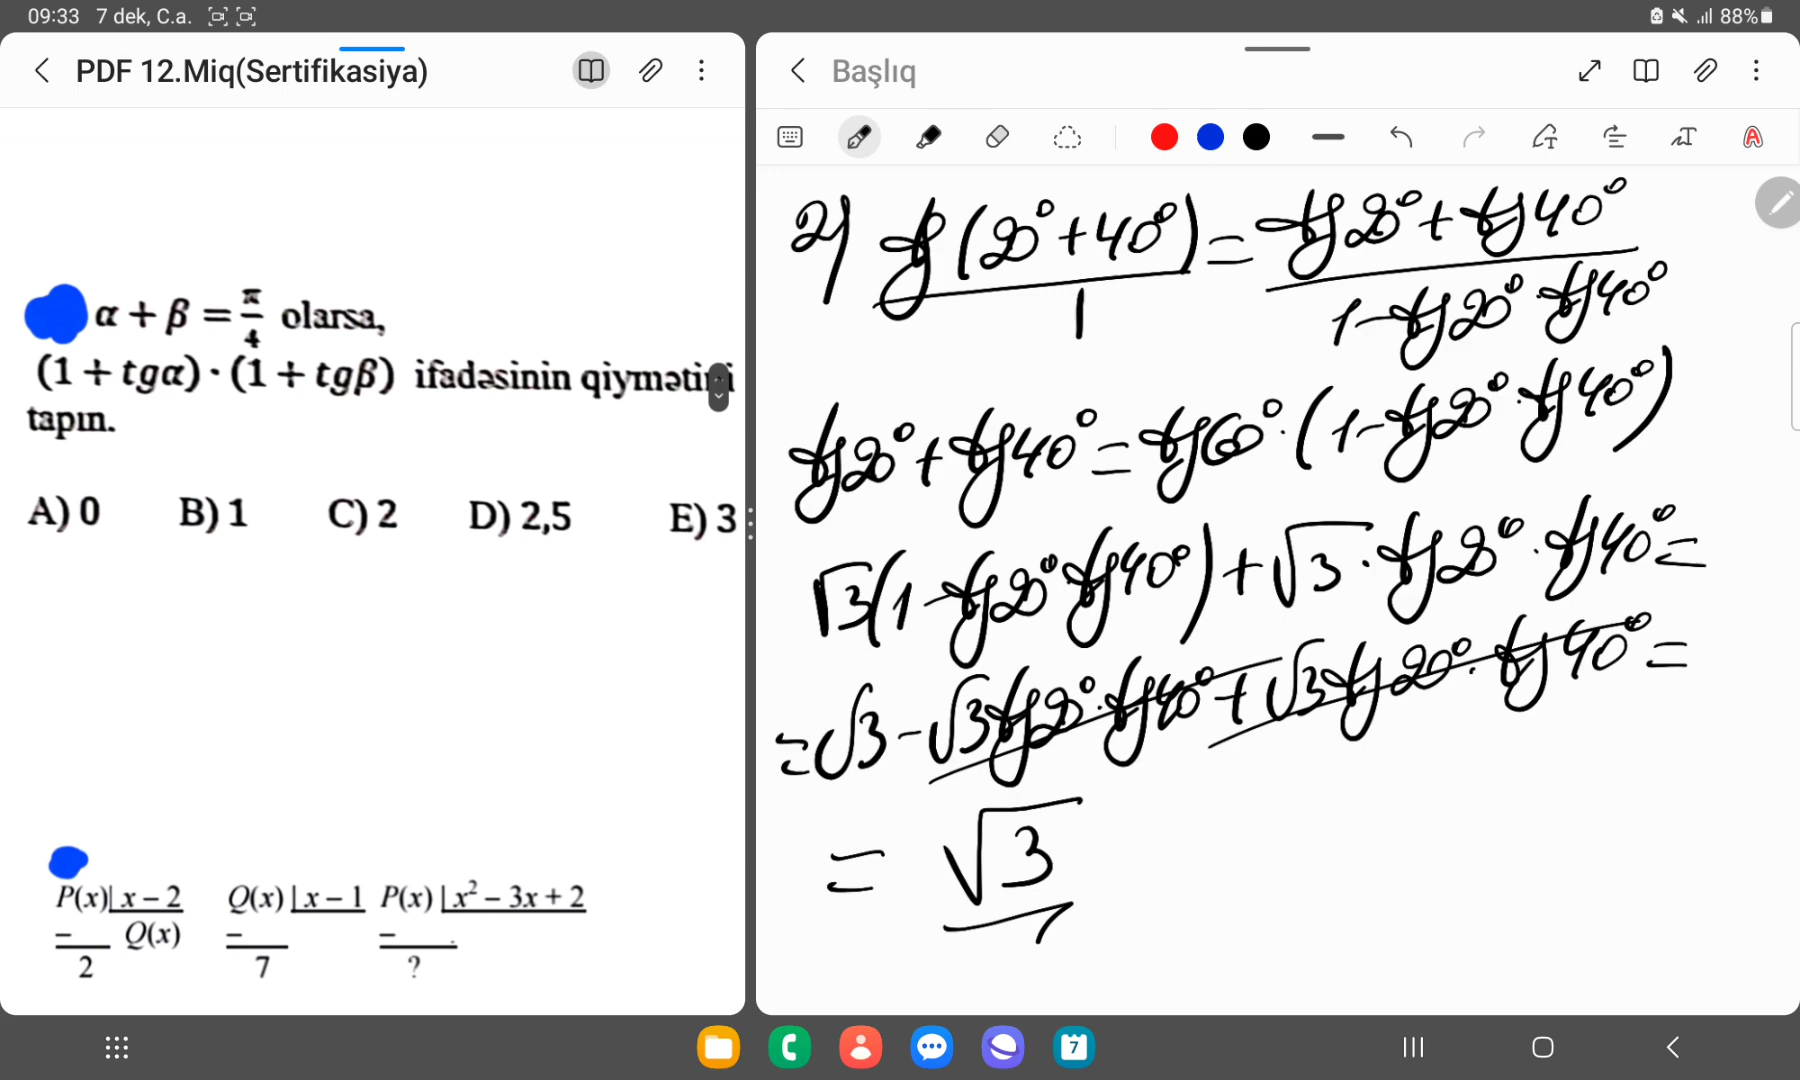 09:33 7 dek, C.a. 88%
PDF 12.Miq(Sertifikasiya)
α + β = π/4 olarsa,
(1 + tgα) · (1 + tgβ) ifadəsinin qiymətini
tapın.
A) 0 B) 1 C) 2 D) 2,5 E) 3
P(x) | x – 2 Q(x) | x – 1 P(x) | x² – 3x + 2
– Q(x) – –
2 7 ?
Başlıq
2) tg(20° + 40°)/1 = (tg20° + tg40°)/(1 – tg20° tg40°)
tg20° + tg40° = tg60° · (1 – tg20° · tg40°)
√3(1 – tg20° tg40°) + √3 · tg20° · tg40° =
= √3 – √3tg20° · tg40° + √3tg20° · tg40° =
= √3
7